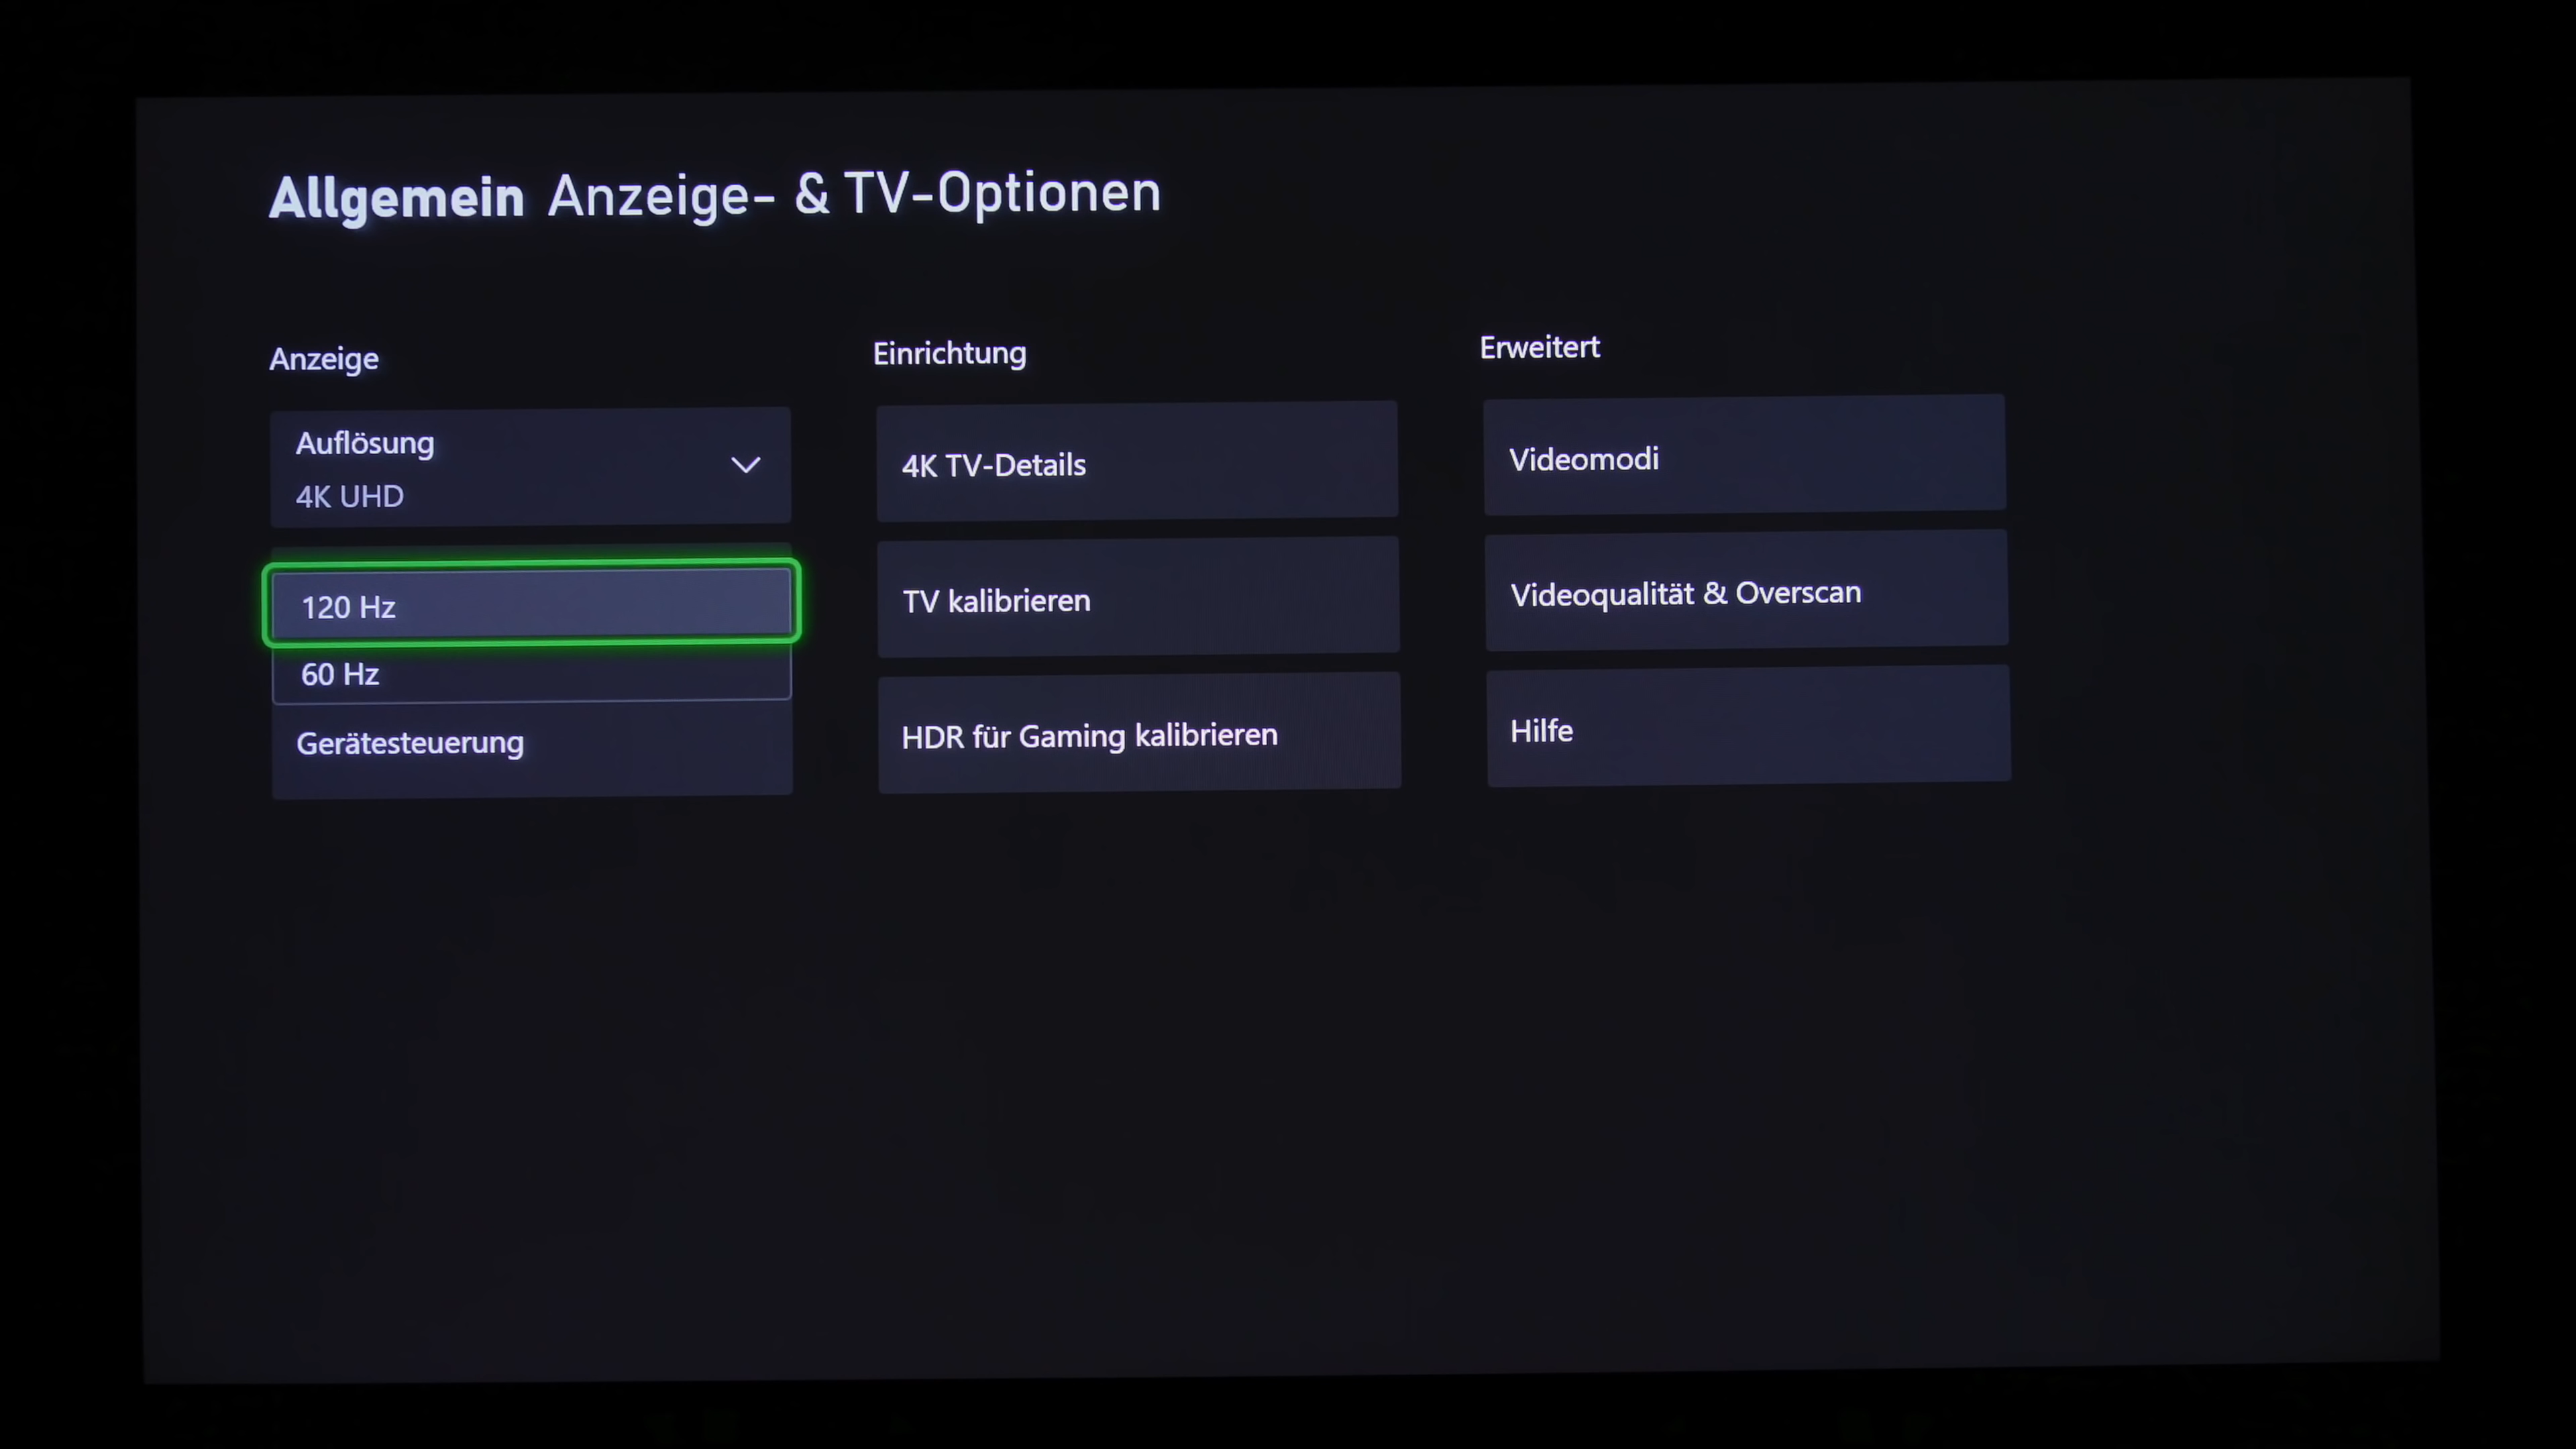 Allgemein Anzeige- & TV-Optionen
Anzeige
Auflösung
4K UHD
120 Hz
60 Hz
Gerätesteuerung
Einrichtung
4K TV-Details
TV kalibrieren
HDR für Gaming kalibrieren
Erweitert
Videomodi
Videoqualität & Overscan
Hilfe